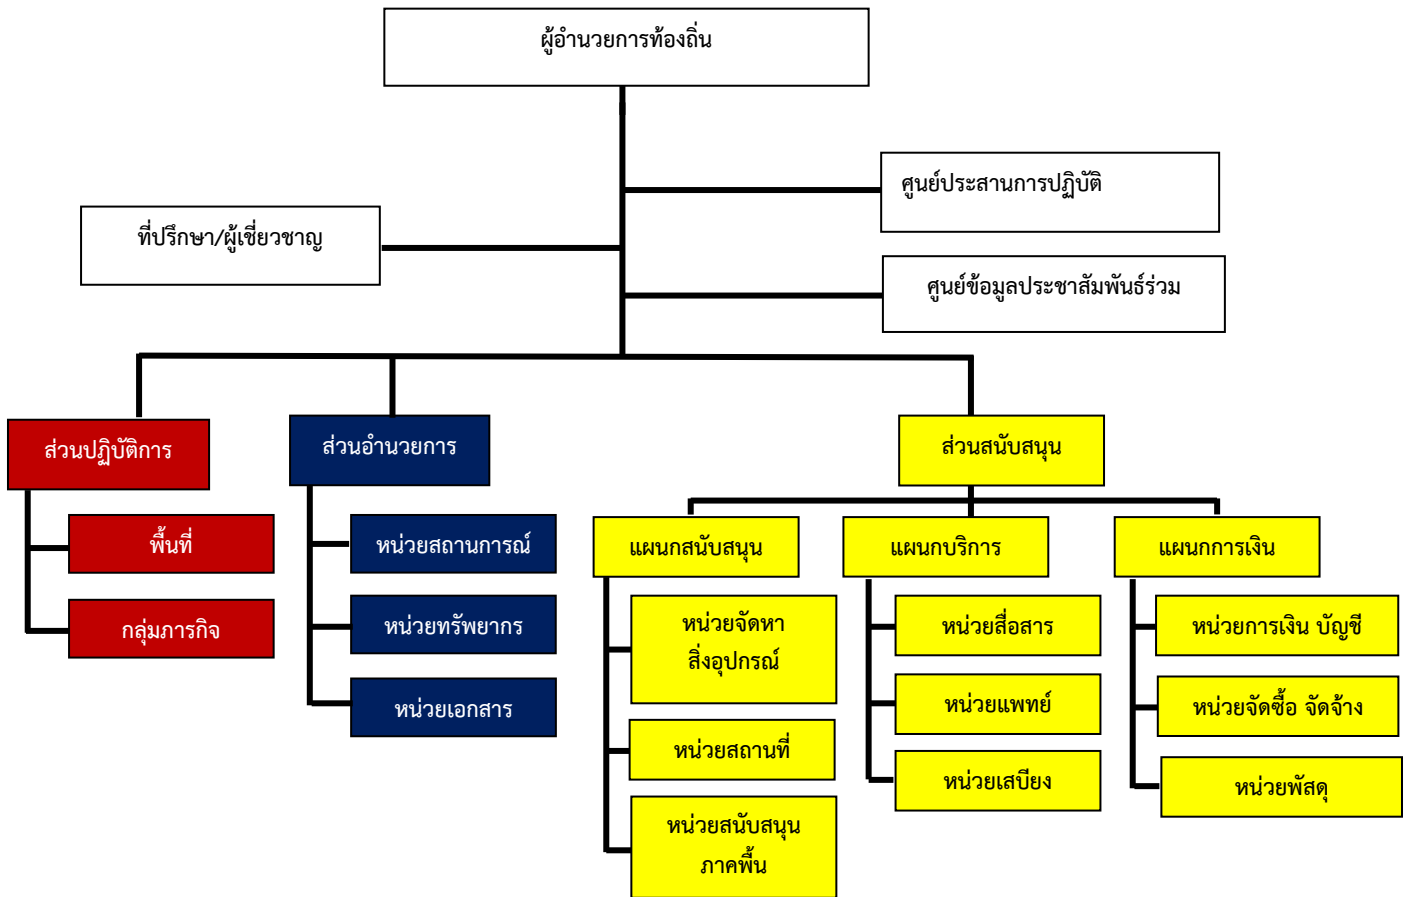 ผู้อำนวยการท้องถิ่น
ศูนย์ประสานการปฏิบัติ
ที่ปรึกษา/ผู้เชี่ยวชาญ
ศูนย์ข้อมูลประชาสัมพันธ์ร่วม
ส่วนปฏิบัติการ
พื้นที่
กลุ่มภารกิจ
ส่วนอำนวยการ
หน่วยสถานการณ์
หน่วยทรัพยากร
หน่วยเอกสาร
ส่วนสนับสนุน
แผนกสนับสนุน
หน่วยจัดหา
สิ่งอุปกรณ์
หน่วยสถานที่
หน่วยสนับสนุน
ภาคพื้น
แผนกบริการ
หน่วยสื่อสาร
หน่วยแพทย์
หน่วยเสบียง
แผนกการเงิน
หน่วยการเงิน บัญชี
หน่วยจัดซื้อ จัดจ้าง
หน่วยพัสดุ